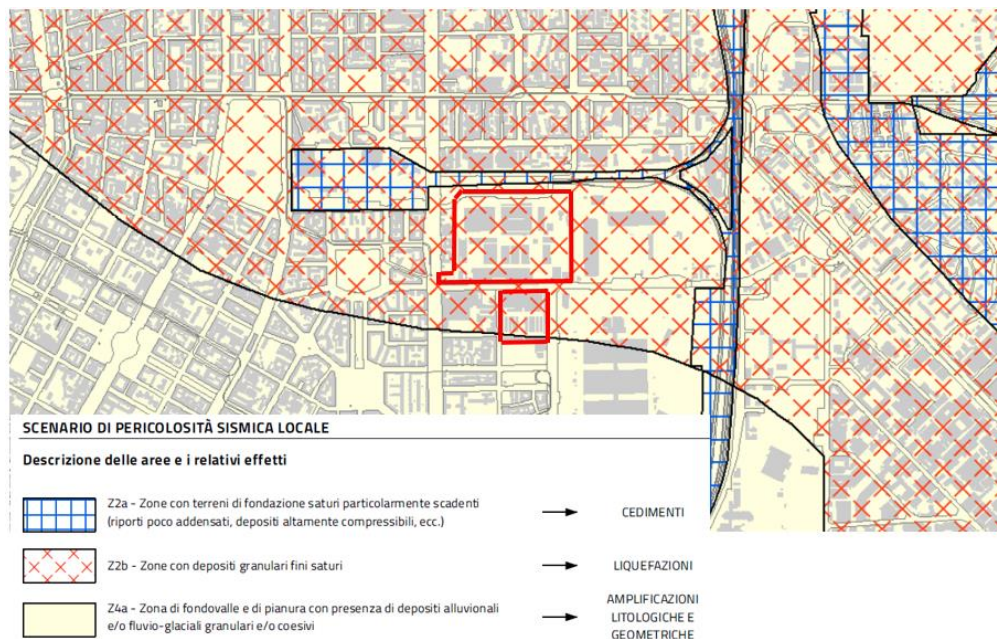 SCENARIO DI PERICOLOSITÀ SISMICA LOCALE
Descrizione delle aree e i relativi effetti
Z2a - Zone con terreni di fondazione saturi particolarmente scadenti
(riporti poco addensati, depositi altamente compressibili, ecc.)
CEDIMENTI
Z2b - Zone con depositi granulari fini saturi
LIQUEFAZIONI
Z4a - Zona di fondovalle e di pianura con presenza di depositi alluvionali
e/o fluvio-glaciali granulari e/o coesivi
AMPLIFICAZIONI
LITOLOGICHE E
GEOMETRICHE